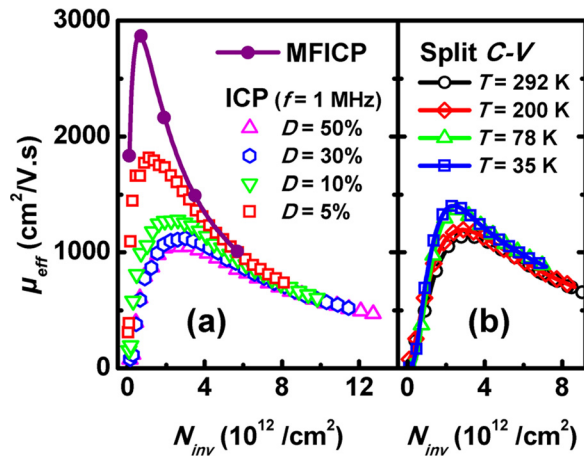 3000
2000
1000
0
μeff (cm²/V.s)
MFICP
ICP (f = 1 MHz)
D = 50%
D = 30%
D = 10%
D = 5%
(a)
0 4 8 12
Ninv (10¹² /cm²)
Split C-V
T = 292 K
T = 200 K
T = 78 K
T = 35 K
(b)
0 4 8
Ninv (10¹² /cm²)